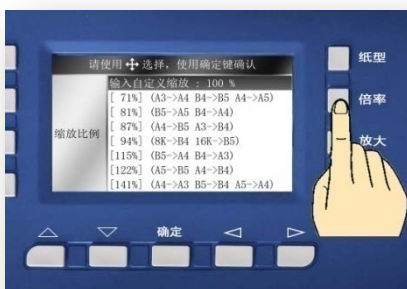 请使用✥选择，使用确定键确认
输入自定义缩放 : 100 %
[ 71%] (A3->A4 B4->B5 A4->A5)
[ 81%] (B5->A5 B4->A4)
[ 87%] (A4->B5 A3->B4)
缩放比例
[ 94%] (8K->B4 16K->B5)
[115%] (B5->A4 B4->A3)
[122%] (A5->B5 A4->B4)
[141%] (A4->A3 B5->B4 A5->A4)
纸型
倍率
放大
确定